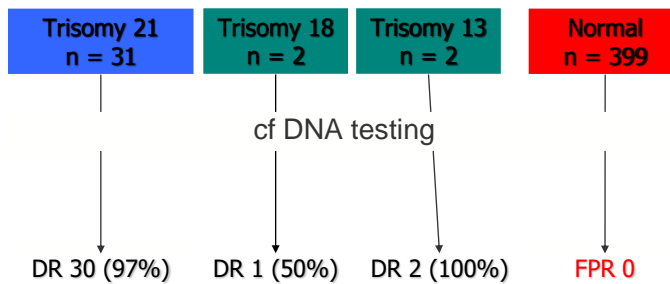 Trisomy 21
n = 31
Trisomy 18
n = 2
Trisomy 13
n = 2
Normal
n = 399
cf DNA testing
DR 30 (97%)
DR 1 (50%)
DR 2 (100%)
FPR 0